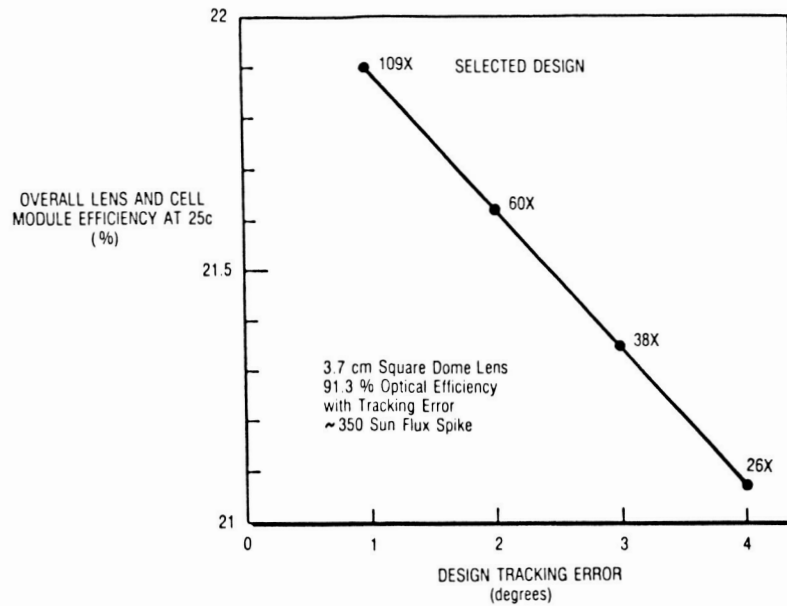 22
109X SELECTED DESIGN
OVERALL LENS AND CELL
MODULE EFFICIENCY AT 25c
(%)
60X
21.5
38X
3.7 cm Square Dome Lens
91.3 % Optical Efficiency
with Tracking Error
~350 Sun Flux Spike
26X
21
0 1 2 3 4
DESIGN TRACKING ERROR
(degrees)